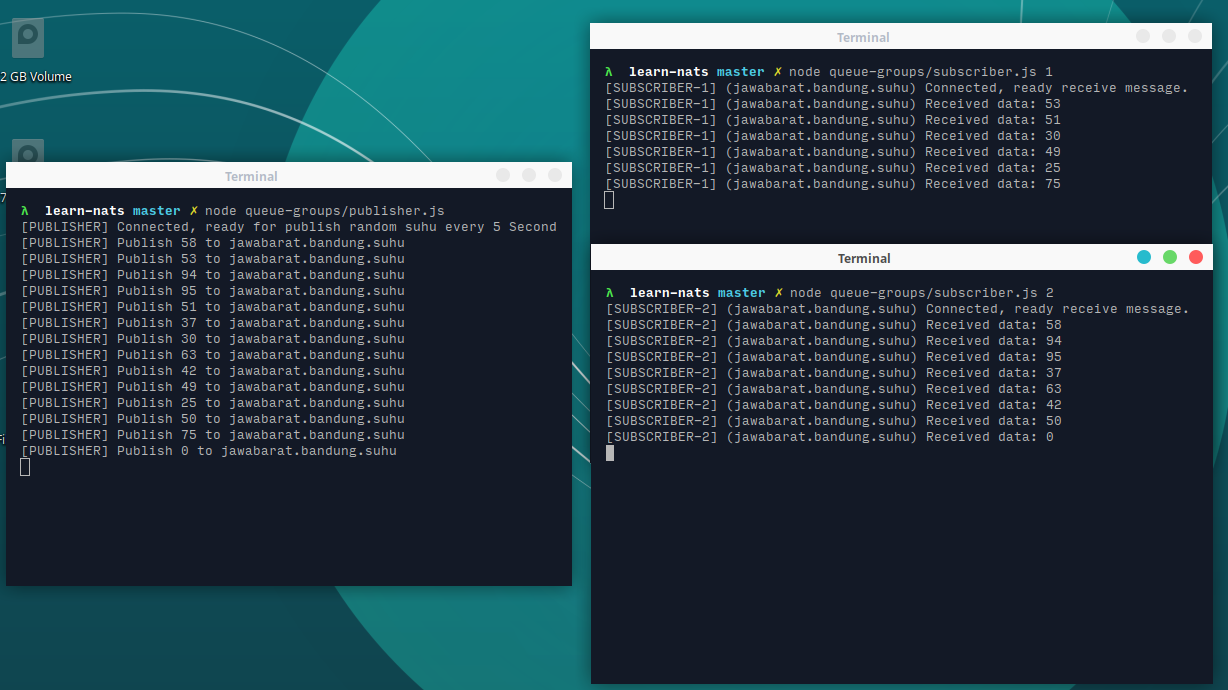 2 GB Volume
7
Fi
Terminal
λ learn-nats master ✗ node queue-groups/publisher.js
[PUBLISHER] Connected, ready for publish random suhu every 5 Second
[PUBLISHER] Publish 58 to jawabarat.bandung.suhu
[PUBLISHER] Publish 53 to jawabarat.bandung.suhu
[PUBLISHER] Publish 94 to jawabarat.bandung.suhu
[PUBLISHER] Publish 95 to jawabarat.bandung.suhu
[PUBLISHER] Publish 51 to jawabarat.bandung.suhu
[PUBLISHER] Publish 37 to jawabarat.bandung.suhu
[PUBLISHER] Publish 30 to jawabarat.bandung.suhu
[PUBLISHER] Publish 63 to jawabarat.bandung.suhu
[PUBLISHER] Publish 42 to jawabarat.bandung.suhu
[PUBLISHER] Publish 49 to jawabarat.bandung.suhu
[PUBLISHER] Publish 25 to jawabarat.bandung.suhu
[PUBLISHER] Publish 50 to jawabarat.bandung.suhu
[PUBLISHER] Publish 75 to jawabarat.bandung.suhu
[PUBLISHER] Publish 0 to jawabarat.bandung.suhu
Terminal
λ learn-nats master ✗ node queue-groups/subscriber.js 1
[SUBSCRIBER-1] (jawabarat.bandung.suhu) Connected, ready receive message.
[SUBSCRIBER-1] (jawabarat.bandung.suhu) Received data: 53
[SUBSCRIBER-1] (jawabarat.bandung.suhu) Received data: 51
[SUBSCRIBER-1] (jawabarat.bandung.suhu) Received data: 30
[SUBSCRIBER-1] (jawabarat.bandung.suhu) Received data: 49
[SUBSCRIBER-1] (jawabarat.bandung.suhu) Received data: 25
[SUBSCRIBER-1] (jawabarat.bandung.suhu) Received data: 75
Terminal
λ learn-nats master ✗ node queue-groups/subscriber.js 2
[SUBSCRIBER-2] (jawabarat.bandung.suhu) Connected, ready receive message.
[SUBSCRIBER-2] (jawabarat.bandung.suhu) Received data: 58
[SUBSCRIBER-2] (jawabarat.bandung.suhu) Received data: 94
[SUBSCRIBER-2] (jawabarat.bandung.suhu) Received data: 95
[SUBSCRIBER-2] (jawabarat.bandung.suhu) Received data: 37
[SUBSCRIBER-2] (jawabarat.bandung.suhu) Received data: 63
[SUBSCRIBER-2] (jawabarat.bandung.suhu) Received data: 42
[SUBSCRIBER-2] (jawabarat.bandung.suhu) Received data: 50
[SUBSCRIBER-2] (jawabarat.bandung.suhu) Received data: 0